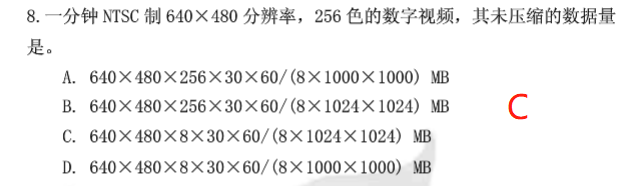 8. 一分钟 NTSC 制 640×480 分辨率，256 色的数字视频，其未压缩的数据量
是。
A. 640×480×256×30×60/(8×1000×1000) MB
B. 640×480×256×30×60/(8×1024×1024) MB
C
C. 640×480×8×30×60/(8×1024×1024) MB
D. 640×480×8×30×60/(8×1000×1000) MB